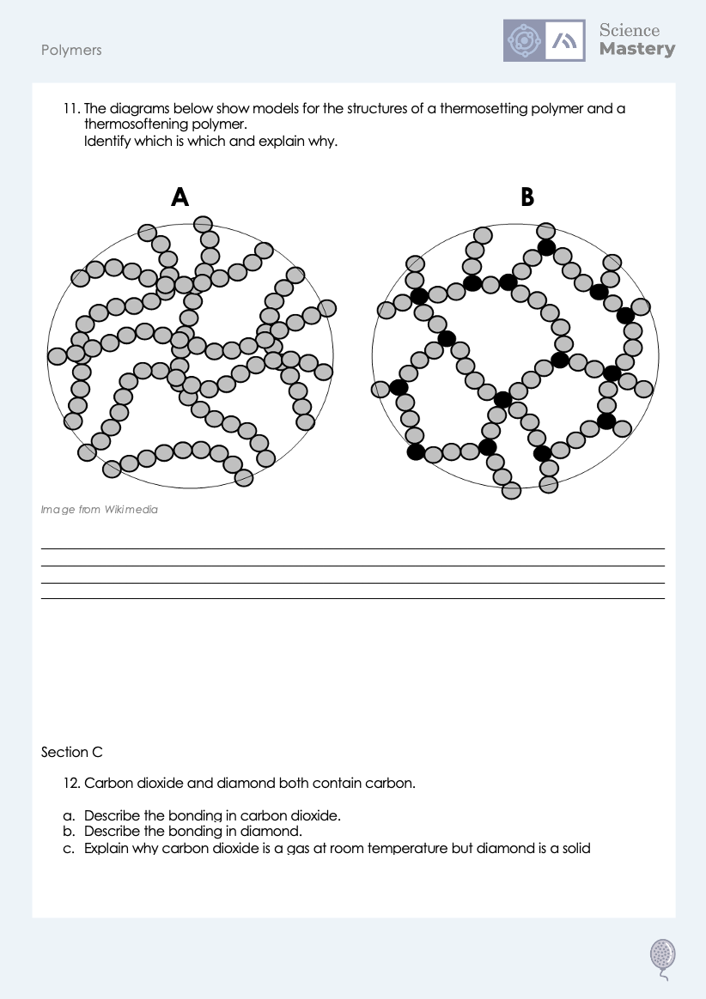 Polymers
Science
Mastery
11. The diagrams below show models for the structures of a thermosetting polymer and a
thermosoftening polymer.
Identify which is which and explain why.
A
B
Image from Wikimedia
Section C
12. Carbon dioxide and diamond both contain carbon.
a. Describe the bonding in carbon dioxide.
b. Describe the bonding in diamond.
c. Explain why carbon dioxide is a gas at room temperature but diamond is a solid